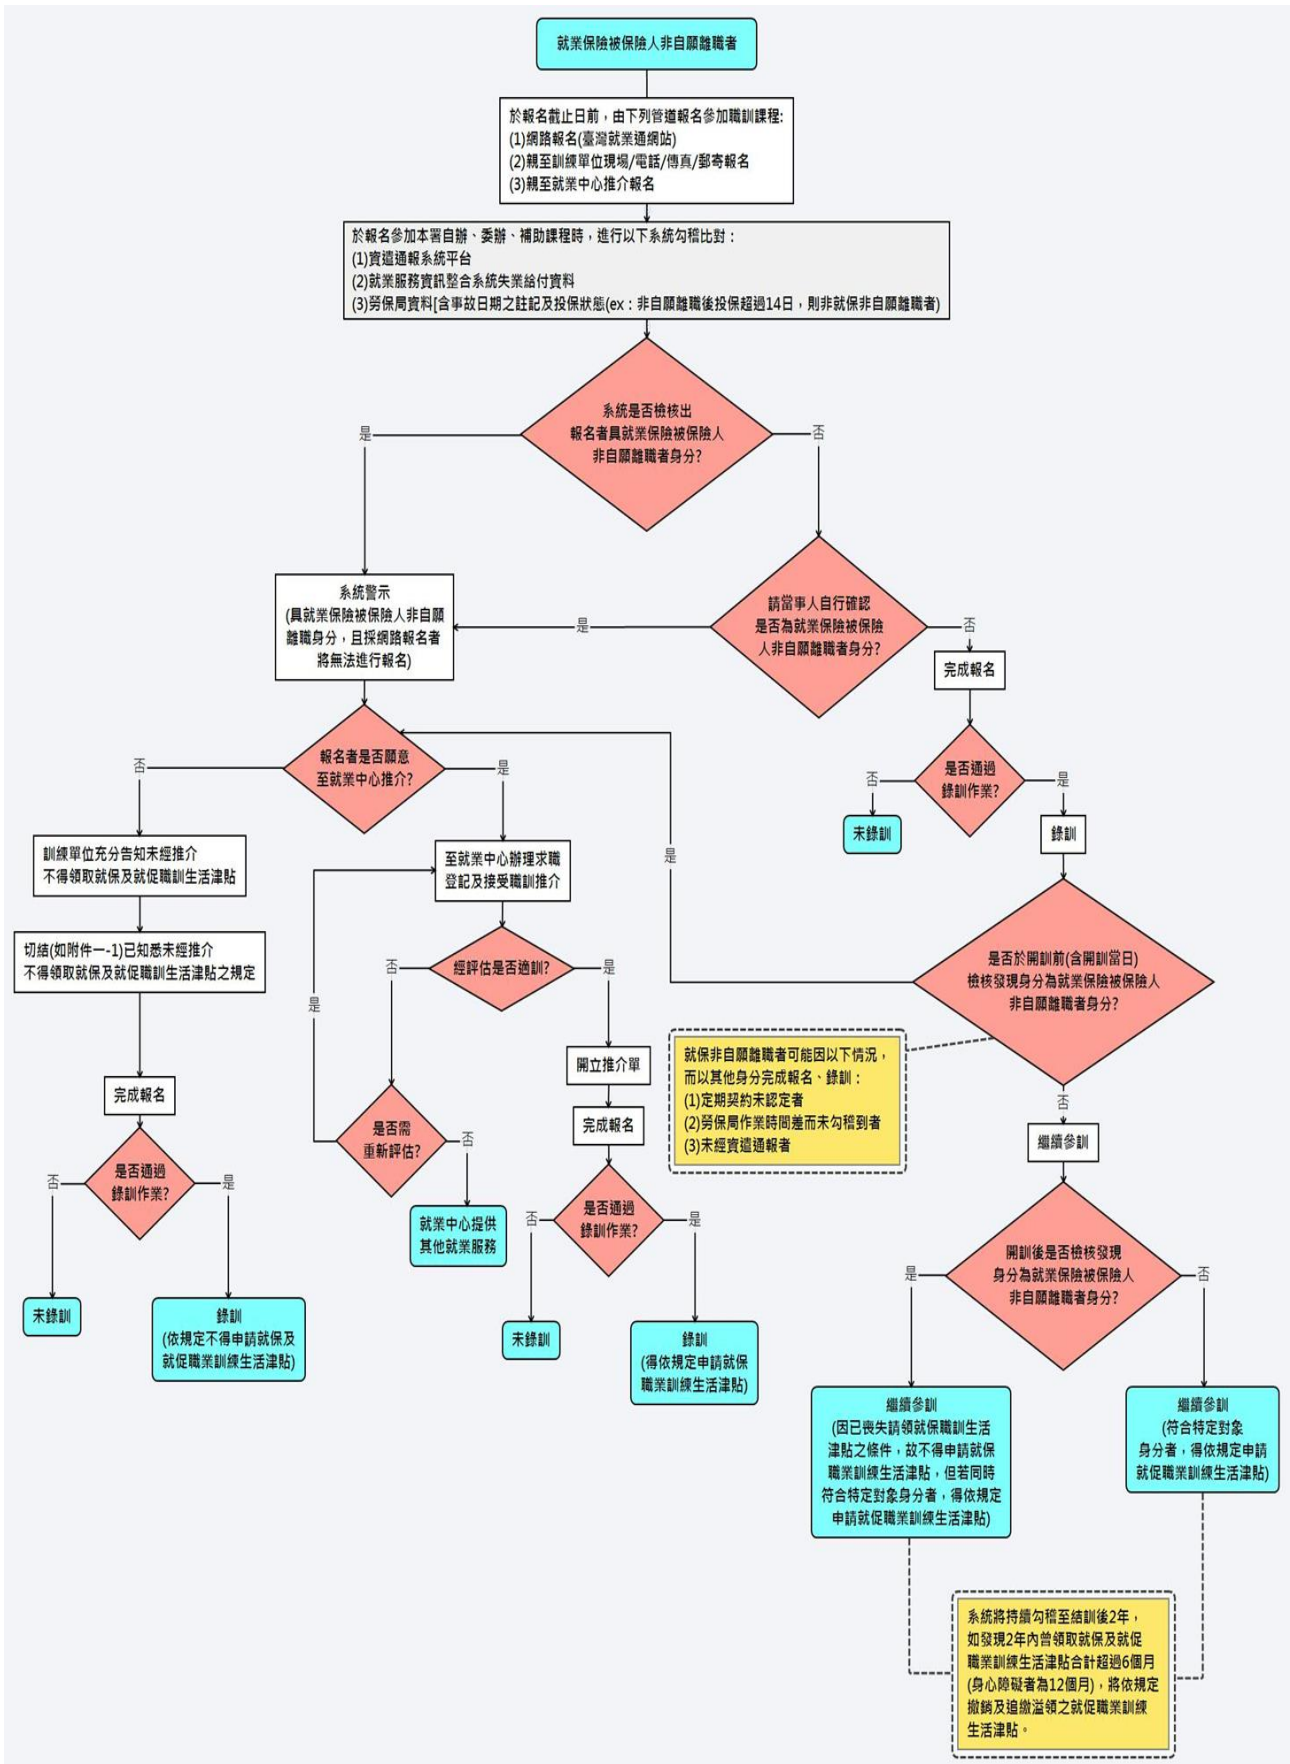 就業保險被保險人非自願離職者
於報名截止日前，由下列管道報名參加職訓課程:
(1)網路報名(臺灣就業通網站)
(2)親至訓練單位現場/電話/傳真/郵寄報名
(3)親至就業中心推介報名
於報名參加本署自辦、委辦、補助課程時，進行以下系統勾稽比對：
(1)資遣通報系統平台
(2)就業服務資訊整合系統失業給付資料
(3)勞保局資料[含事故日期之註記及投保狀態(ex：非自願離職後投保超過14日，則非就保非自願離職者)
系統是否檢核出
報名者具就業保險被保險人
非自願離職者身分?
是
否
系統警示
(具就業保險被保險人非自願
離職身分，且採網路報名者
將無法進行報名)
是
請當事人自行確認
是否為就業保險被保險
人非自願離職者身分?
否
完成報名
報名者是否願意
至就業中心推介?
否
是
是否通過
錄訓作業?
否
是
未錄訓
錄訓
訓練單位充分告知未經推介
不得領取就保及就促職訓生活津貼
至就業中心辦理求職
登記及接受職訓推介
是
切結(如附件一-1)已知悉未經推介
不得領取就保及就促職訓生活津貼之規定
經評估是否適訓?
否
是
是
是否於開訓前(含開訓當日)
檢核發現身分為就業保險被保險人
非自願離職者身分?
開立推介單
就保非自願離職者可能因以下情況，
而以其他身分完成報名、錄訓：
(1)定期契約未認定者
(2)勞保局作業時間差而未勾稽到者
(3)未經資遣通報者
否
完成報名
是否需
重新評估?
否
完成報名
繼續參訓
是否通過
錄訓作業?
否
是
就業中心提供
其他就業服務
是否通過
錄訓作業?
否
是
開訓後是否檢核發現
身分為就業保險被保險人
非自願離職者身分?
是
否
未錄訓
錄訓
(依規定不得申請就保及
就促職業訓練生活津貼)
未錄訓
錄訓
(得依規定申請就保
職業訓練生活津貼)
繼續參訓
(因已喪失請領就保職訓生活
津貼之條件，故不得申請就保
職業訓練生活津貼，但若同時
符合特定對象身分者，得依規定
申請就促職業訓練生活津貼)
繼續參訓
(符合特定對象
身分者，得依規定申請
就促職業訓練生活津貼)
系統將持續勾稽至結訓後2年，
如發現2年內曾領取就保及就促
職業訓練生活津貼合計超過6個月
(身心障礙者為12個月)，將依規定
撤銷及追繳溢領之就促職業訓練
生活津貼。